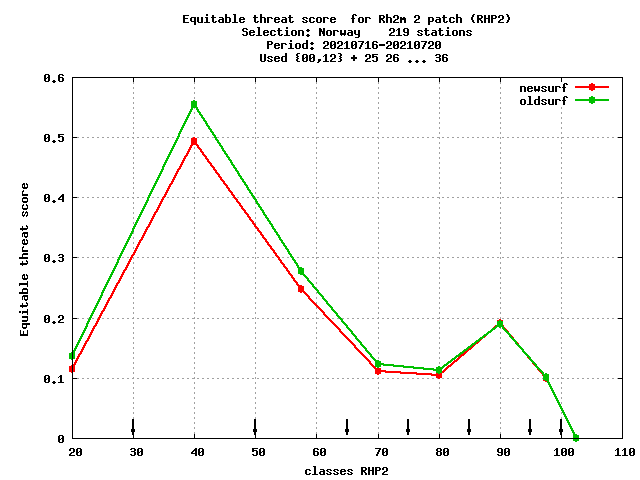 Equitable threat score  for Rh2m 2 patch (RHP2)
Selection: Norway    219 stations
Period: 20210716-20210720
Used {00,12} + 25 26 ... 36
newsurf
oldsurf
0.6
0.5
0.4
0.3
0.2
0.1
0
Equitable threat score
20 30 40 50 60 70 80 90 100 110
classes RHP2